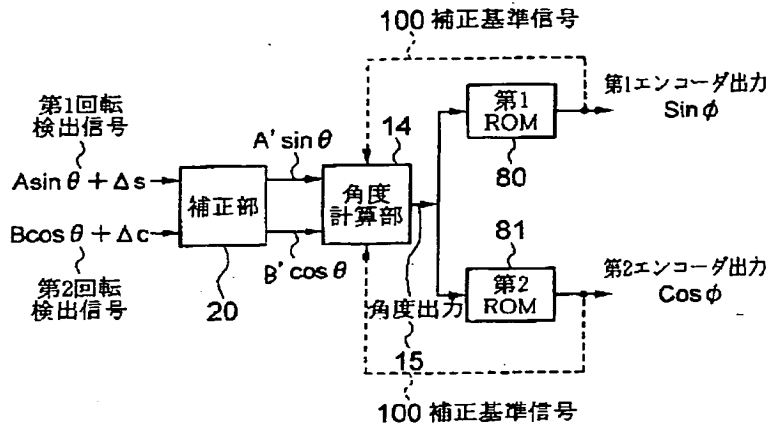 100 補正基準信号
第1回転
検出信号
Asinθ+Δs
Bcosθ+Δc
第2回転
検出信号
補正部
20
A'sinθ
B'cosθ
14
角度
計算部
角度出力
15
第1
ROM
80
81
第2
ROM
第1エンコーダ出力
Sinφ
第2エンコーダ出力
Cosφ
100 補正基準信号